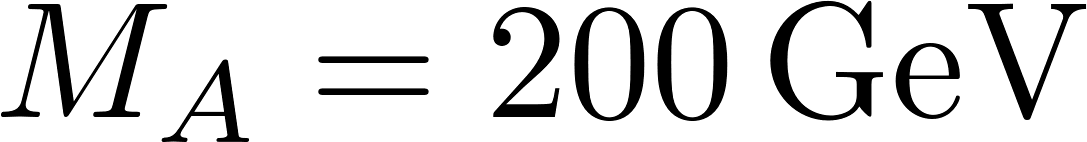 M_A = 200 GeV